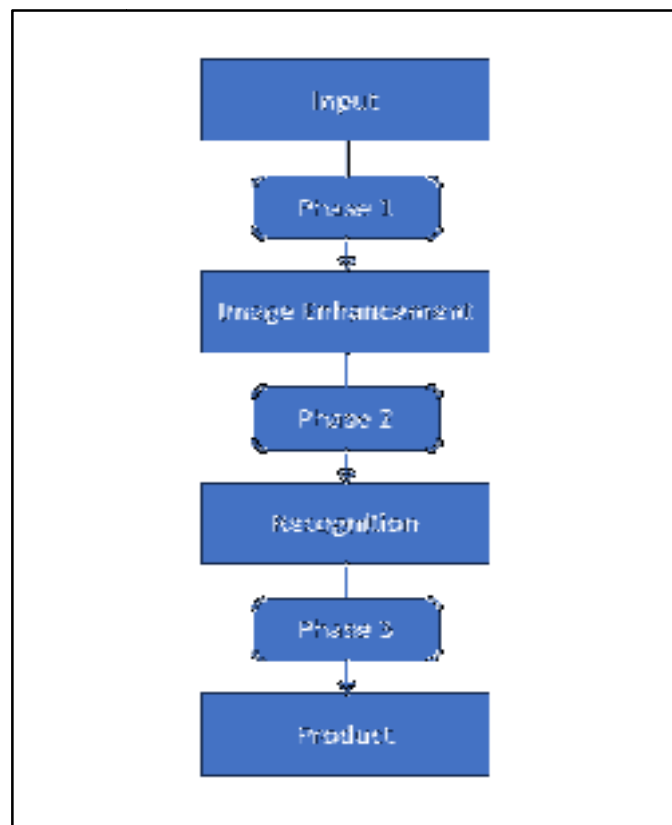 Input
Phase 1
Image Enhancement
Phase 2
Recognition
Phase 3
Product